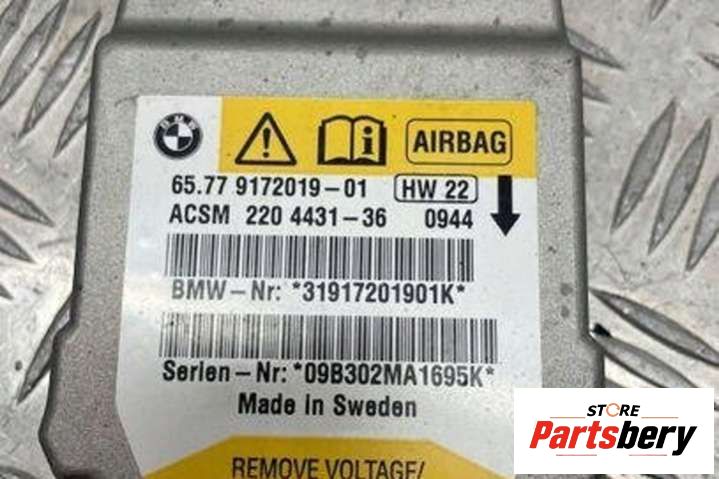 BMW
AIRBAG
65.77 9172019-01 HW 22
ACSM 220 4431-36 0944
BMW-Nr: *31917201901K*
Serien-Nr: *09B302MA1695K*
Made in Sweden
REMOVE VOLTAGE/
STORE
Partsbery